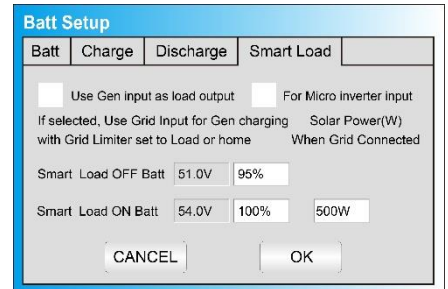 Batt Setup
Batt Charge Discharge Smart Load
Use Gen input as load output For Micro inverter input
If selected, Use Grid Input for Gen charging Solar Power(W)
with Grid Limiter set to Load or home When Grid Connected
Smart Load OFF Batt 51.0V 95%
Smart Load ON Batt 54.0V 100% 500W
CANCEL OK